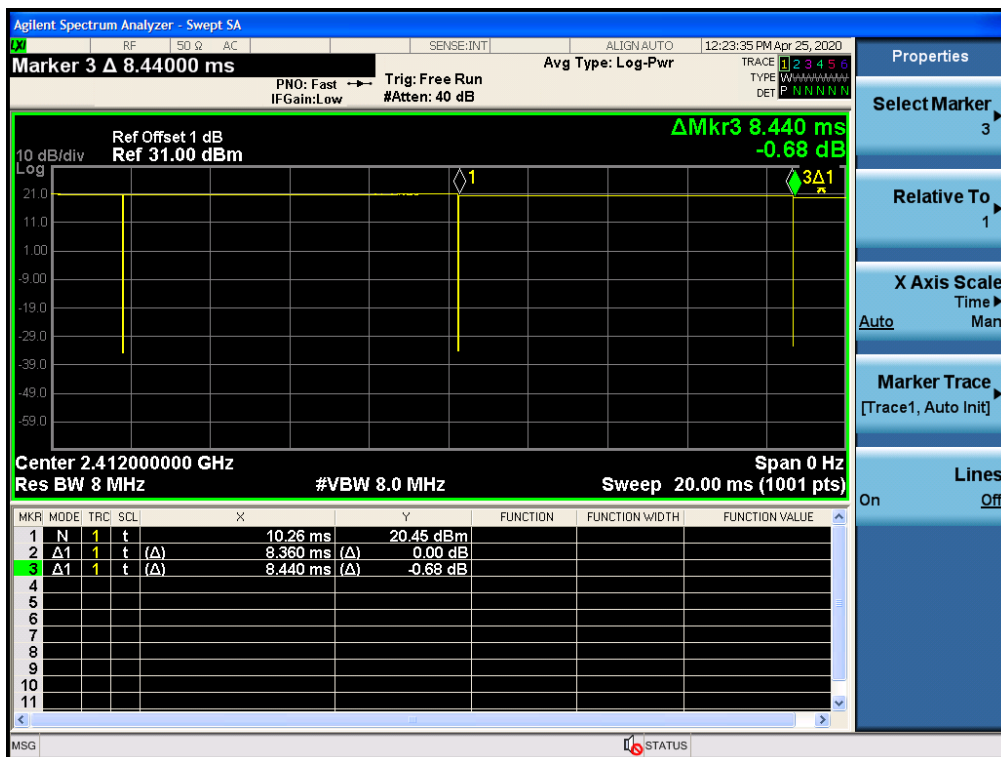 Agilent Spectrum Analyzer - Swept SA
LXI RF 50 Ω AC SENSE:INT ALIGN AUTO 12:23:35 PM Apr 25, 2020
Marker 3 Δ 8.44000 ms
PNO: Fast
IFGain:Low
Trig: Free Run
#Atten: 40 dB
Avg Type: Log-Pwr
TRACE 1 2 3 4 5 6
TYPE
DET P N N N N N
ΔMkr3 8.440 ms
-0.68 dB
Ref Offset 1 dB
Ref 31.00 dBm
10 dB/div
Log
1
3Δ1
21.0
11.0
1.00
-9.00
-19.0
-29.0
-39.0
-49.0
-59.0
Center 2.412000000 GHz Span 0 Hz
Res BW 8 MHz #VBW 8.0 MHz Sweep 20.00 ms (1001 pts)
MKR MODE TRC SCL X Y FUNCTION FUNCTION WIDTH FUNCTION VALUE
1 N 1 t 10.26 ms 20.45 dBm
2 Δ1 1 t (Δ) 8.360 ms (Δ) 0.00 dB
3 Δ1 1 t (Δ) 8.440 ms (Δ) -0.68 dB
4
5
6
7
8
9
10
11
MSG STATUS
Properties
Select Marker
3
Relative To
1
X Axis Scale
Time
Auto Man
Marker Trace
[Trace1, Auto Init]
Lines
On Off